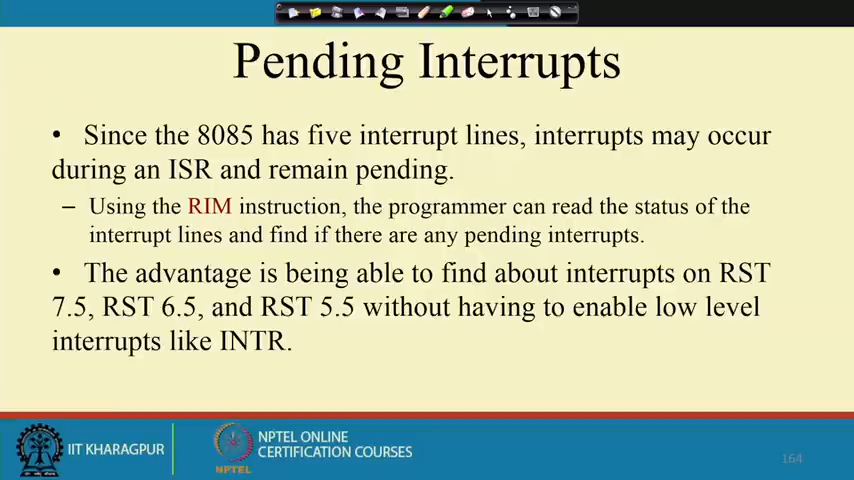 Pending Interrupts
• Since the 8085 has five interrupt lines, interrupts may occur
during an ISR and remain pending.
– Using the RIM instruction, the programmer can read the status of the
interrupt lines and find if there are any pending interrupts.
• The advantage is being able to find about interrupts on RST
7.5, RST 6.5, and RST 5.5 without having to enable low level
interrupts like INTR.
IIT KHARAGPUR
NPTEL
NPTEL ONLINE
CERTIFICATION COURSES
164